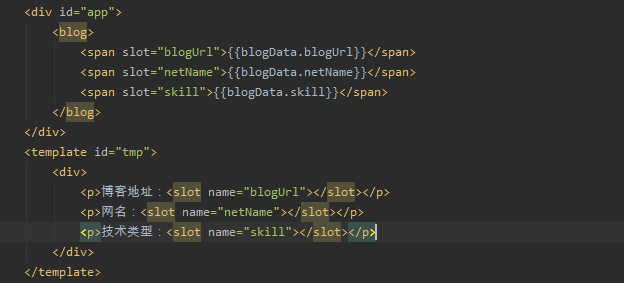 <div id="app">
    <blog>
        <span slot="blogUrl">{{blogData.blogUrl}}</span>
        <span slot="netName">{{blogData.netName}}</span>
        <span slot="skill">{{blogData.skill}}</span>
    </blog>
</div>
<template id="tmp">
    <div>
        <p>博客地址：<slot name="blogUrl"></slot></p>
        <p>网名：<slot name="netName"></slot></p>
        <p>技术类型：<slot name="skill"></slot></p>
    </div>
</template>